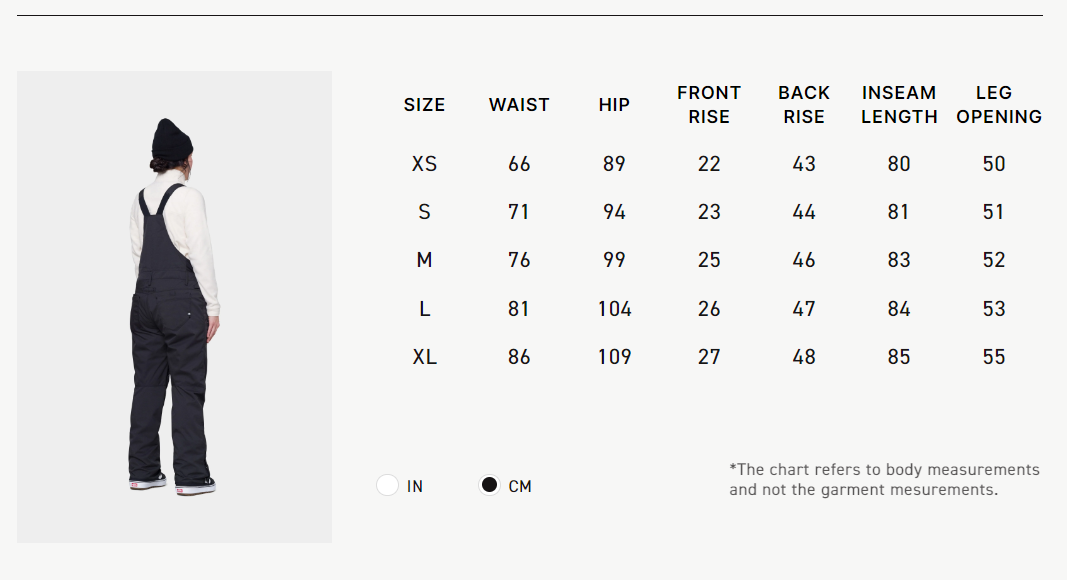 SIZE WAIST HIP FRONT RISE BACK RISE INSEAM LENGTH LEG OPENING
XS 66 89 22 43 80 50
S 71 94 23 44 81 51
M 76 99 25 46 83 52
L 81 104 26 47 84 53
XL 86 109 27 48 85 55
IN CM
*The chart refers to body measurements
and not the garment mesurements.